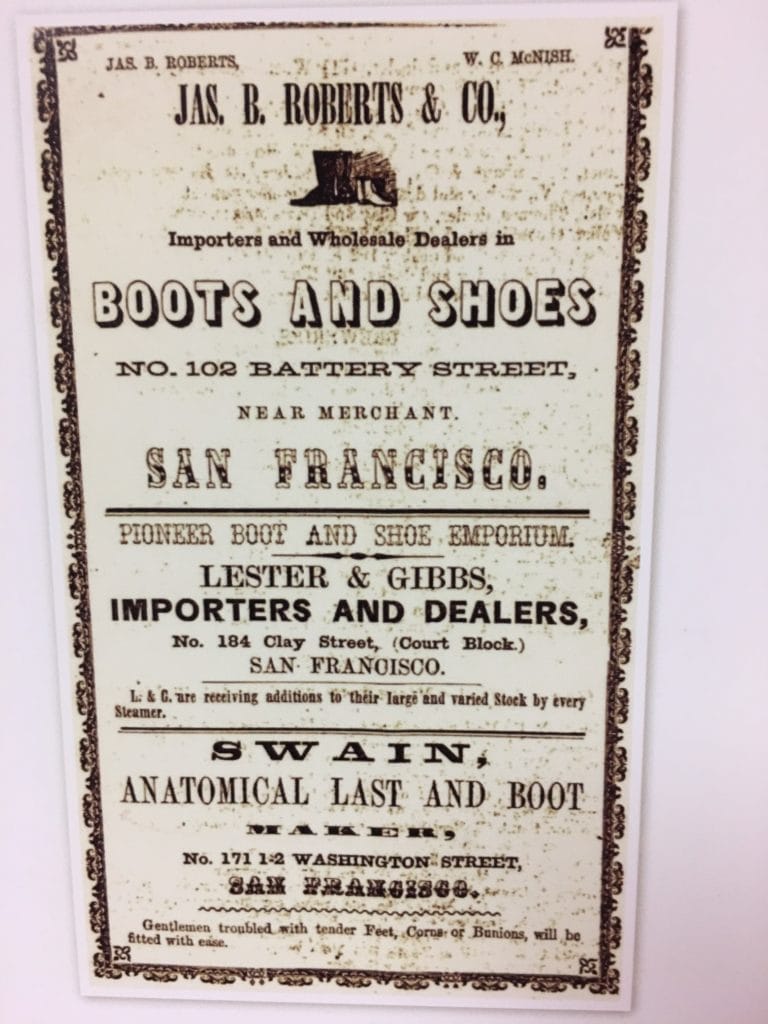 JAS. B. ROBERTS, W. C. McNISH.
JAS. B. ROBERTS & CO.,
Importers and Wholesale Dealers in
BOOTS AND SHOES
NO. 102 BATTERY STREET,
NEAR MERCHANT.
SAN FRANCISCO.
PIONEER BOOT AND SHOE EMPORIUM.
LESTER & GIBBS,
IMPORTERS AND DEALERS,
No. 184 Clay Street, (Court Block.)
SAN FRANCISCO.
L. & G. are receiving additions to their large and varied Stock by every
Steamer.
SWAIN,
ANATOMICAL LAST AND BOOT
MAKER,
No. 171 1-2 WASHINGTON STREET,
SAN FRANCISCO.
Gentlemen troubled with tender Feet, Corns or Bunions, will be
fitted with ease.